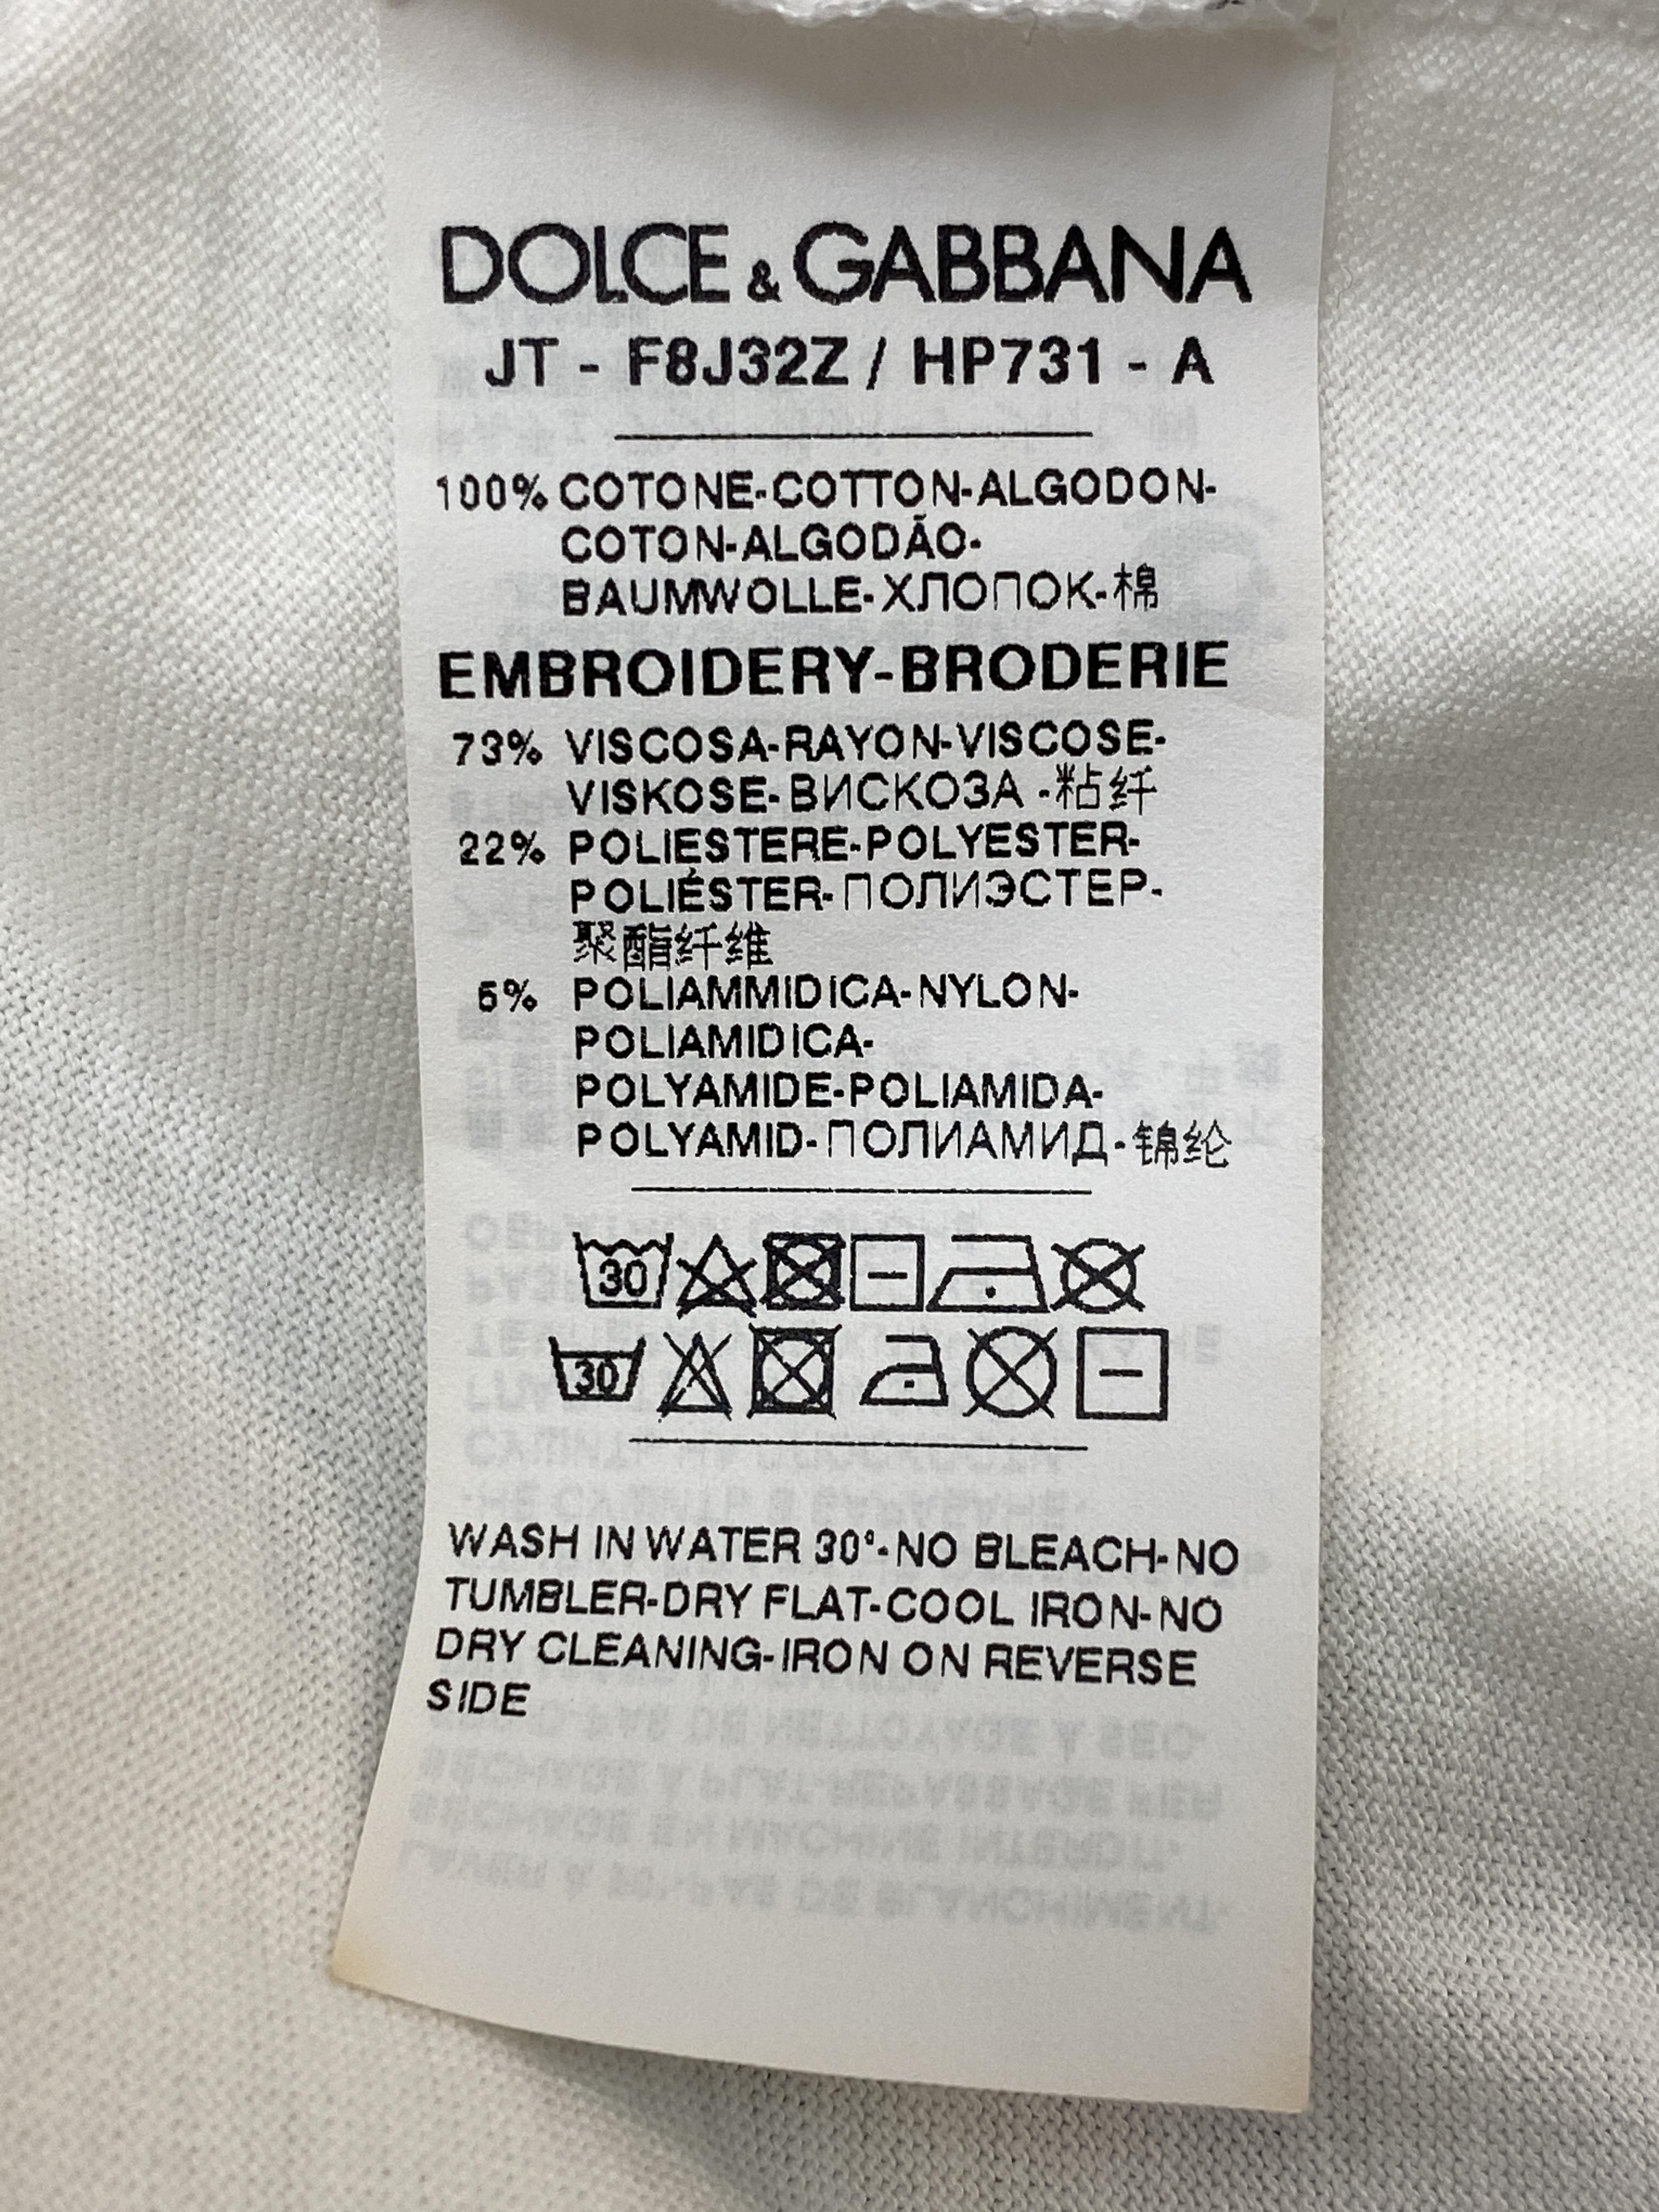 DOLCE & GABBANA
JT - F8J32Z / HP731 - A
100% COTONE-COTTON-ALGODON-
COTON-ALGODÃO-
BAUMWOLLE-ХЛОПОК-棉
EMBROIDERY-BRODERIE
73% VISCOSA-RAYON-VISCOSE-
VISKOSE-ВИСКОЗА -粘纤
22% POLIESTERE-POLYESTER-
POLIÉSTER-ПОЛИЭСТЕР-
聚酯纤维
5% POLIAMMIDICA-NYLON-
POLIAMIDICA-
POLYAMIDE-POLIAMIDA-
POLYAMID-ПОЛИАМИД-锦纶
30
30
WASH IN WATER 30°-NO BLEACH-NO
TUMBLER-DRY FLAT-COOL IRON-NO
DRY CLEANING-IRON ON REVERSE
SIDE